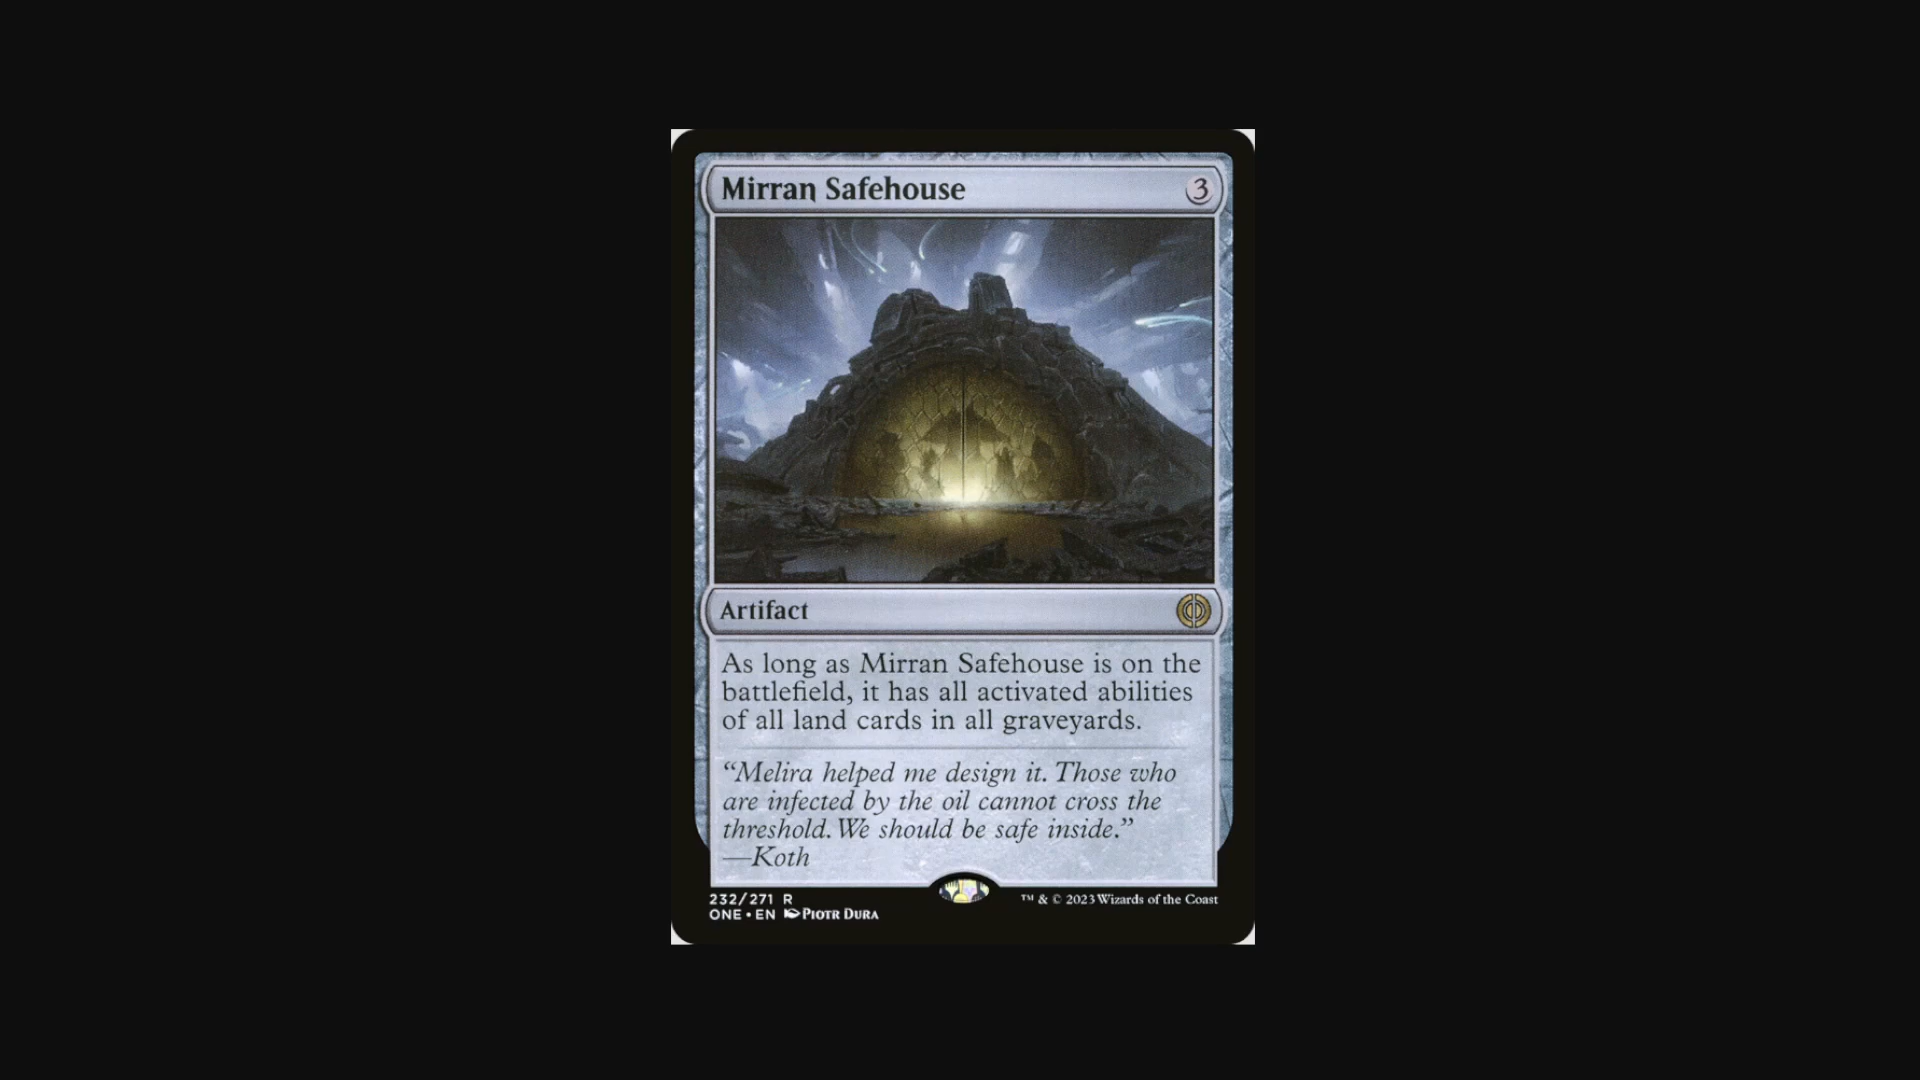 Mirran Safehouse 3
Artifact
As long as Mirran Safehouse is on the
battlefield, it has all activated abilities
of all land cards in all graveyards.
“Melira helped me design it. Those who
are infected by the oil cannot cross the
threshold. We should be safe inside.”
—Koth
232/271 R
ONE • EN Piotr Dura
™ & © 2023 Wizards of the Coast